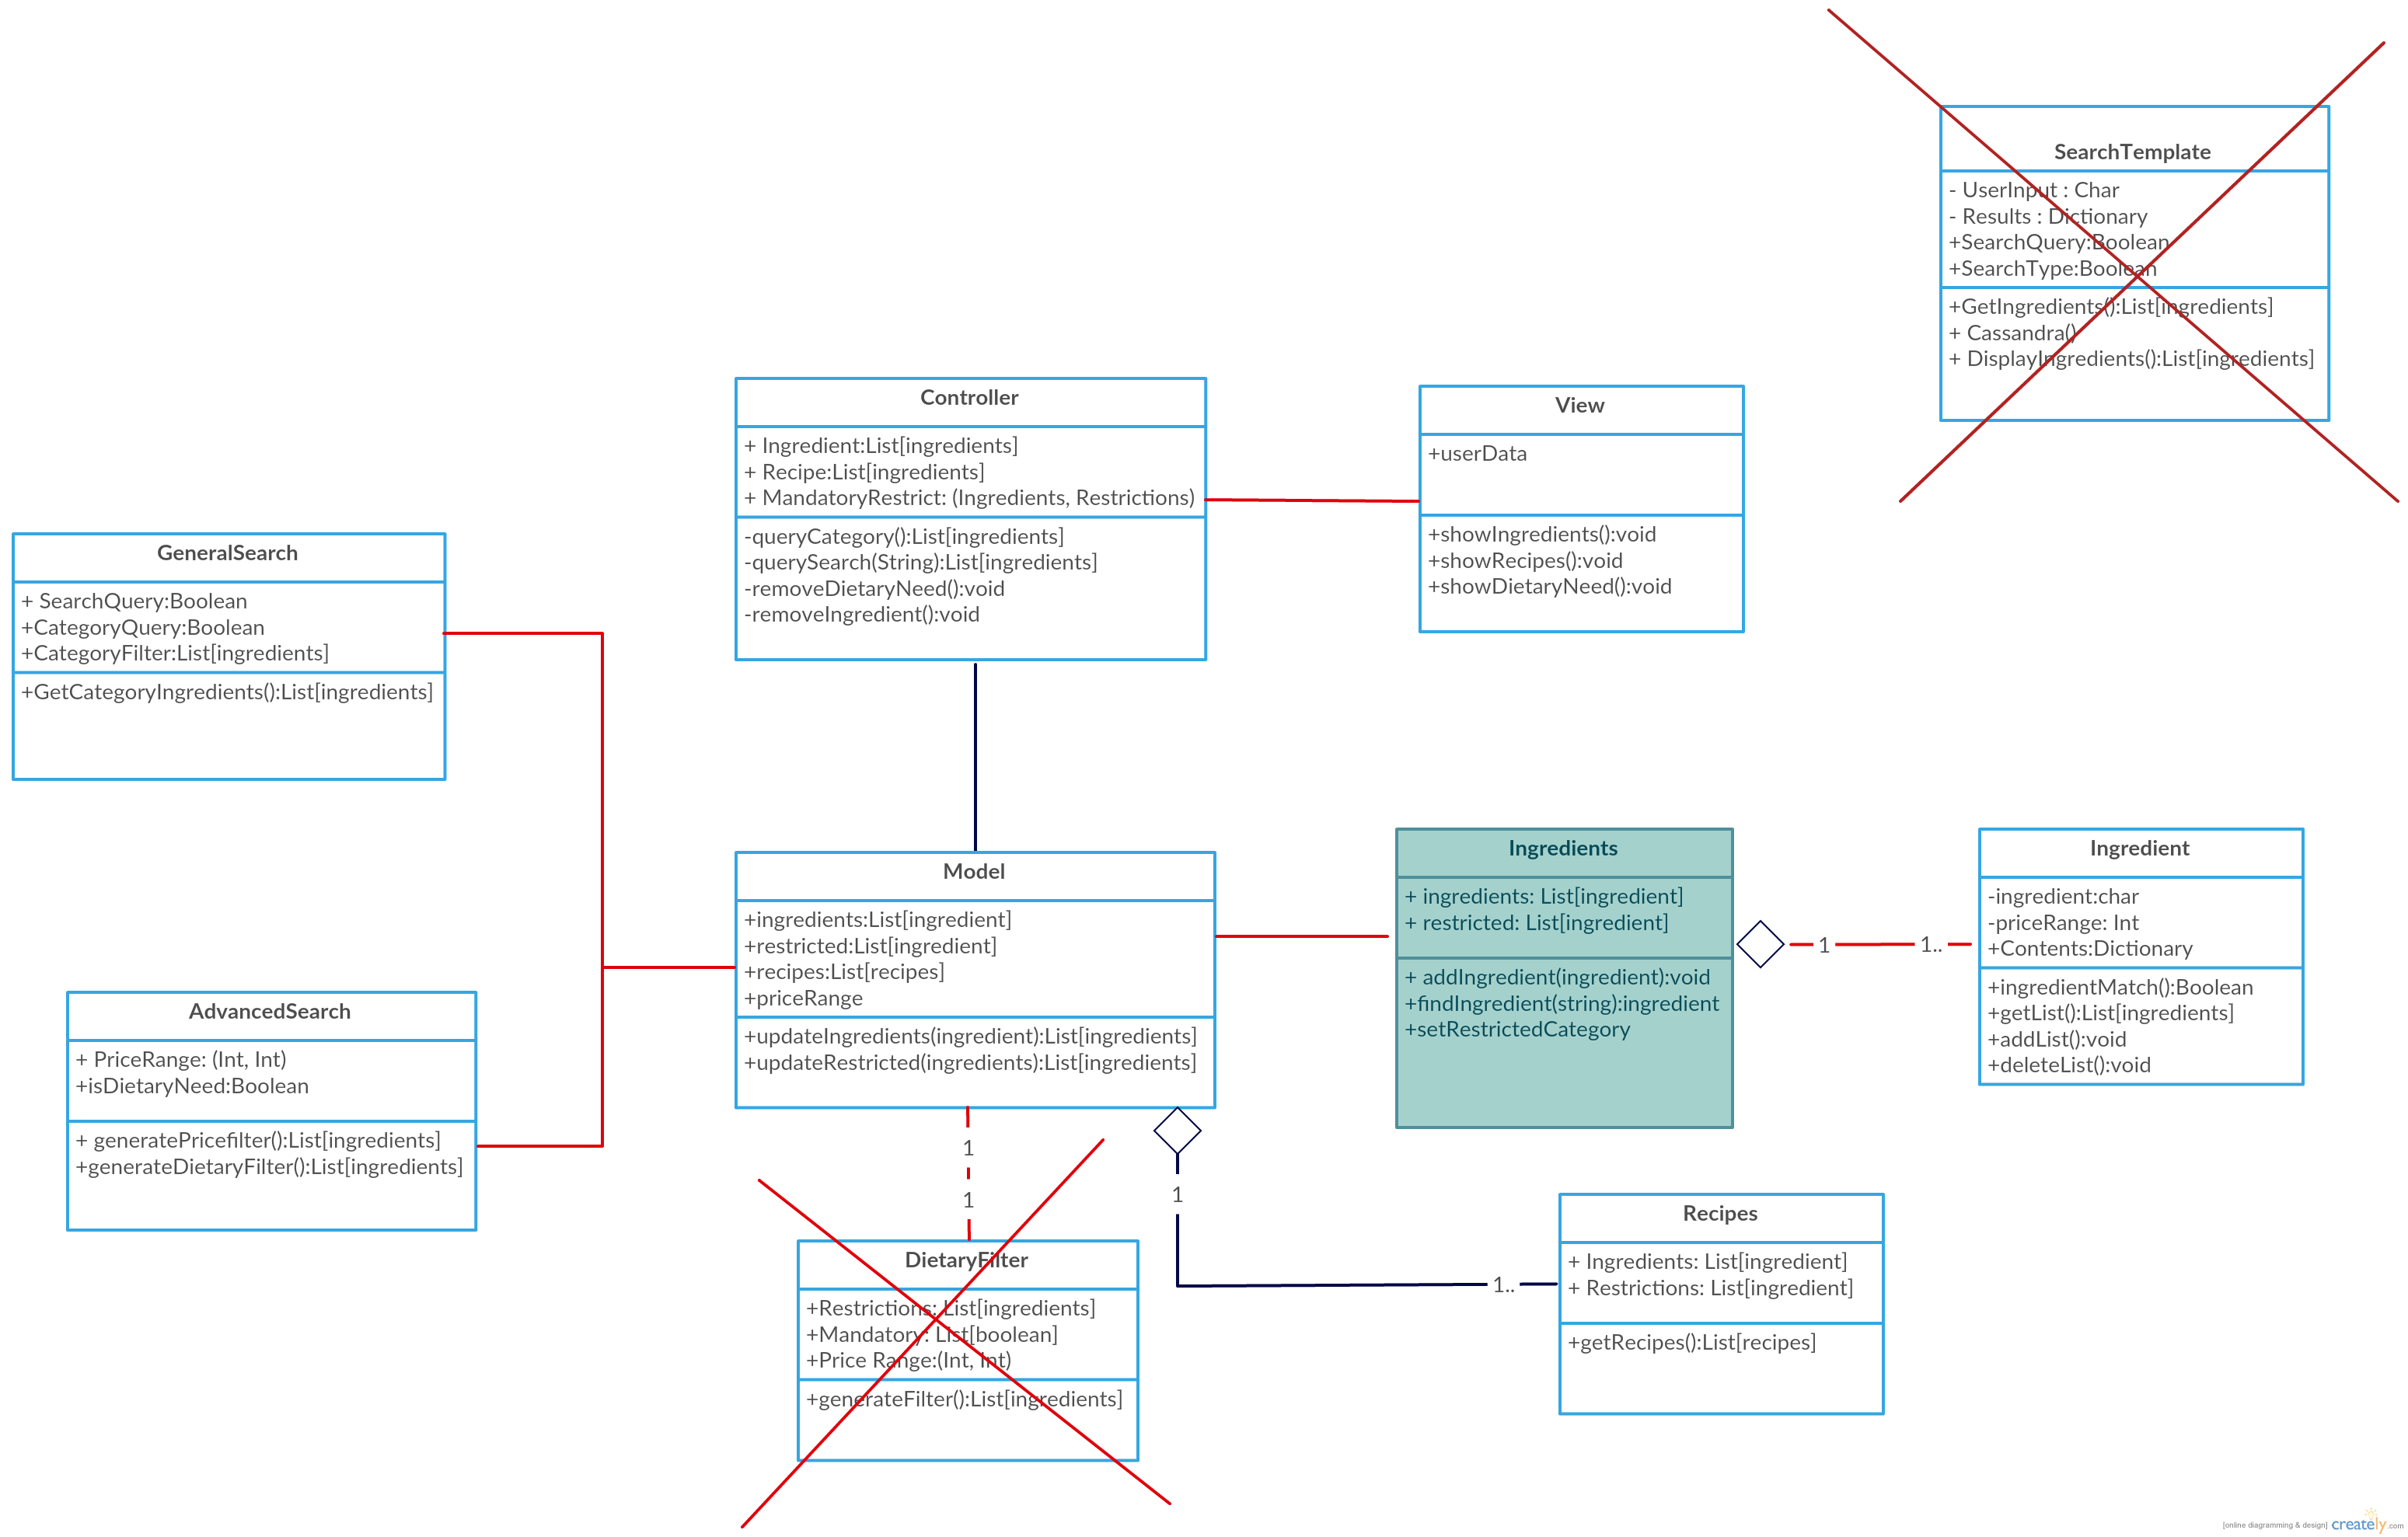 SearchTemplate
- UserInput : Char
- Results : Dictionary
+SearchQuery:Boolean
+SearchType:Boolean
+GetIngredients():List[ingredients]
+ Cassandra()
+ DisplayIngredients():List[ingredients]
Controller
+ Ingredient:List[ingredients]
+ Recipe:List[ingredients]
+ MandatoryRestrict: (Ingredients, Restrictions)
-queryCategory():List[ingredients]
-querySearch(String):List[ingredients]
-removeDietaryNeed():void
-removeIngredient():void
View
+userData
+showIngredients():void
+showRecipes():void
+showDietaryNeed():void
GeneralSearch
+ SearchQuery:Boolean
+CategoryQuery:Boolean
+CategoryFilter:List[ingredients]
+GetCategoryIngredients():List[ingredients]
Model
+ingredients:List[ingredient]
+restricted:List[ingredient]
+recipes:List[recipes]
+priceRange
+updateIngredients(ingredient):List[ingredients]
+updateRestricted(ingredients):List[ingredients]
Ingredients
+ ingredients: List[ingredient]
+ restricted: List[ingredient]
+ addIngredient(ingredient):void
+findIngredient(string):ingredient
+setRestrictedCategory
1
1..
Ingredient
-ingredient:char
-priceRange: Int
+Contents:Dictionary
+ingredientMatch():Boolean
+getList():List[ingredients]
+addList():void
+deleteList():void
AdvancedSearch
+ PriceRange: (Int, Int)
+isDietaryNeed:Boolean
+ generatePricefilter():List[ingredients]
+generateDietaryFilter():List[ingredients]
1
1
1
1..
DietaryFilter
+Restrictions: List[ingredients]
+Mandatory: List[boolean]
+Price Range:(Int, Int)
+generateFilter():List[ingredients]
Recipes
+ Ingredients: List[ingredient]
+ Restrictions: List[ingredient]
+getRecipes():List[recipes]
[online diagramming & design] creately.com